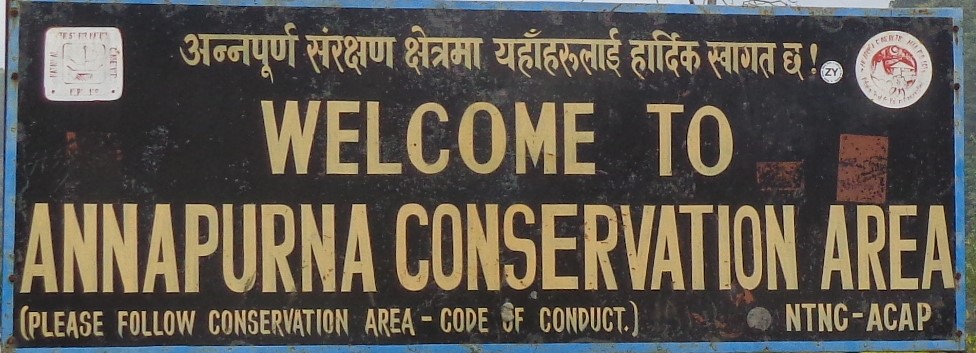 अन्नपूर्ण संरक्षण क्षेत्रमा यहाँहरूलाई हार्दिक स्वागत छ !
ZY
WELCOME TO
ANNAPURNA CONSERVATION AREA
(PLEASE FOLLOW CONSERVATION AREA - CODE OF CONDUCT.)
NTNC-ACAP